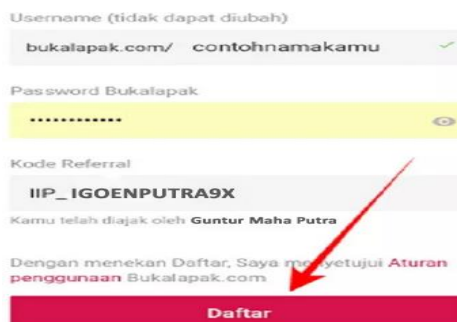 Username (tidak dapat diubah)
bukalapak.com/ contohnamakamu
Password Bukalapak
••••••••••••
Kode Referral
IIP_IGOENPUTRA9X
Kamu telah diajak oleh Guntur Maha Putra
Dengan menekan Daftar, Saya menyetujui Aturan
penggunaan Bukalapak.com
Daftar